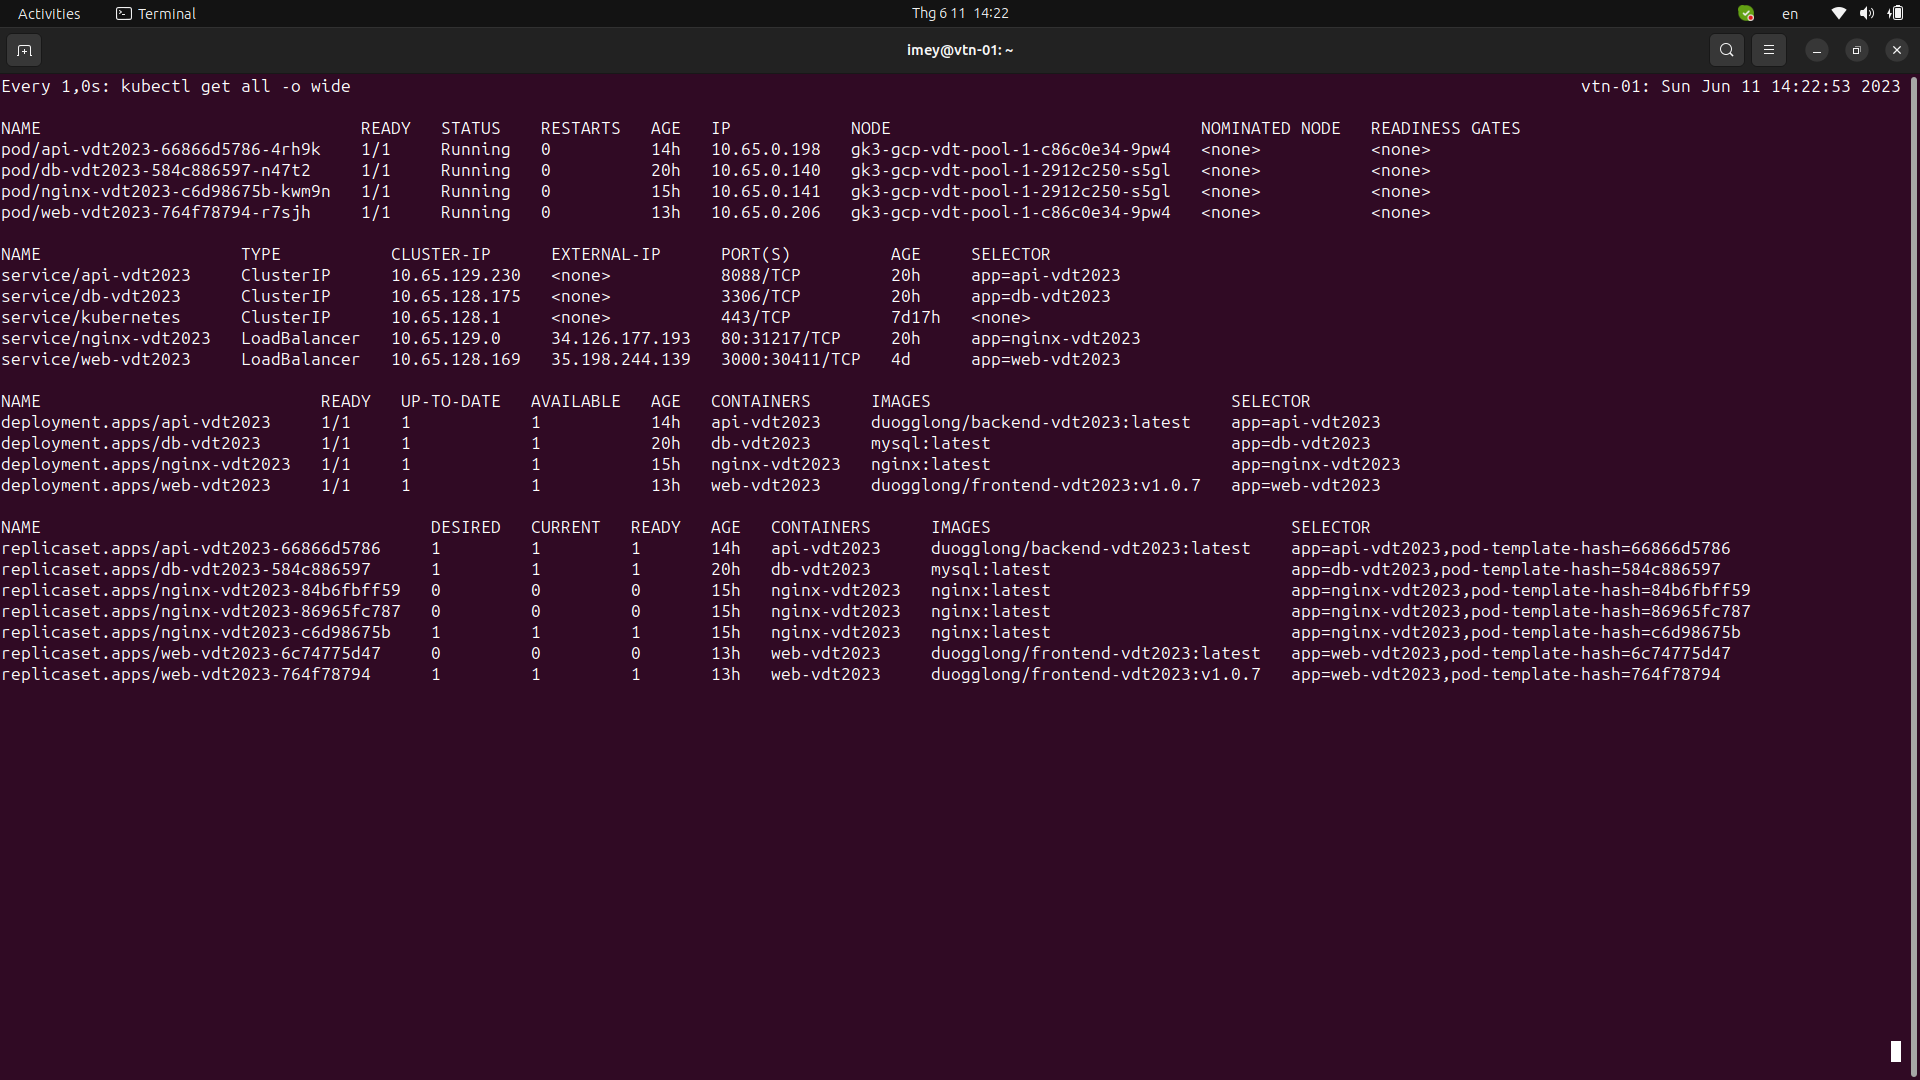 Activities Terminal Thg 6 11 14:22 en
imey@vtn-01: ~
Every 1,0s: kubectl get all -o wide vtn-01: Sun Jun 11 14:22:53 2023
NAME READY STATUS RESTARTS AGE IP NODE NOMINATED NODE READINESS GATES
pod/api-vdt2023-66866d5786-4rh9k 1/1 Running 0 14h 10.65.0.198 gk3-gcp-vdt-pool-1-c86c0e34-9pw4 <none> <none>
pod/db-vdt2023-584c886597-n47t2 1/1 Running 0 20h 10.65.0.140 gk3-gcp-vdt-pool-1-2912c250-s5gl <none> <none>
pod/nginx-vdt2023-c6d98675b-kwm9n 1/1 Running 0 15h 10.65.0.141 gk3-gcp-vdt-pool-1-2912c250-s5gl <none> <none>
pod/web-vdt2023-764f78794-r7sjh 1/1 Running 0 13h 10.65.0.206 gk3-gcp-vdt-pool-1-c86c0e34-9pw4 <none> <none>
NAME TYPE CLUSTER-IP EXTERNAL-IP PORT(S) AGE SELECTOR
service/api-vdt2023 ClusterIP 10.65.129.230 <none> 8088/TCP 20h app=api-vdt2023
service/db-vdt2023 ClusterIP 10.65.128.175 <none> 3306/TCP 20h app=db-vdt2023
service/kubernetes ClusterIP 10.65.128.1 <none> 443/TCP 7d17h <none>
service/nginx-vdt2023 LoadBalancer 10.65.129.0 34.126.177.193 80:31217/TCP 20h app=nginx-vdt2023
service/web-vdt2023 LoadBalancer 10.65.128.169 35.198.244.139 3000:30411/TCP 4d app=web-vdt2023
NAME READY UP-TO-DATE AVAILABLE AGE CONTAINERS IMAGES SELECTOR
deployment.apps/api-vdt2023 1/1 1 1 14h api-vdt2023 duogglong/backend-vdt2023:latest app=api-vdt2023
deployment.apps/db-vdt2023 1/1 1 1 20h db-vdt2023 mysql:latest app=db-vdt2023
deployment.apps/nginx-vdt2023 1/1 1 1 15h nginx-vdt2023 nginx:latest app=nginx-vdt2023
deployment.apps/web-vdt2023 1/1 1 1 13h web-vdt2023 duogglong/frontend-vdt2023:v1.0.7 app=web-vdt2023
NAME DESIRED CURRENT READY AGE CONTAINERS IMAGES SELECTOR
replicaset.apps/api-vdt2023-66866d5786 1 1 1 14h api-vdt2023 duogglong/backend-vdt2023:latest app=api-vdt2023,pod-template-hash=66866d5786
replicaset.apps/db-vdt2023-584c886597 1 1 1 20h db-vdt2023 mysql:latest app=db-vdt2023,pod-template-hash=584c886597
replicaset.apps/nginx-vdt2023-84b6fbff59 0 0 0 15h nginx-vdt2023 nginx:latest app=nginx-vdt2023,pod-template-hash=84b6fbff59
replicaset.apps/nginx-vdt2023-86965fc787 0 0 0 15h nginx-vdt2023 nginx:latest app=nginx-vdt2023,pod-template-hash=86965fc787
replicaset.apps/nginx-vdt2023-c6d98675b 1 1 1 15h nginx-vdt2023 nginx:latest app=nginx-vdt2023,pod-template-hash=c6d98675b
replicaset.apps/web-vdt2023-6c74775d47 0 0 0 13h web-vdt2023 duogglong/frontend-vdt2023:latest app=web-vdt2023,pod-template-hash=6c74775d47
replicaset.apps/web-vdt2023-764f78794 1 1 1 13h web-vdt2023 duogglong/frontend-vdt2023:v1.0.7 app=web-vdt2023,pod-template-hash=764f78794